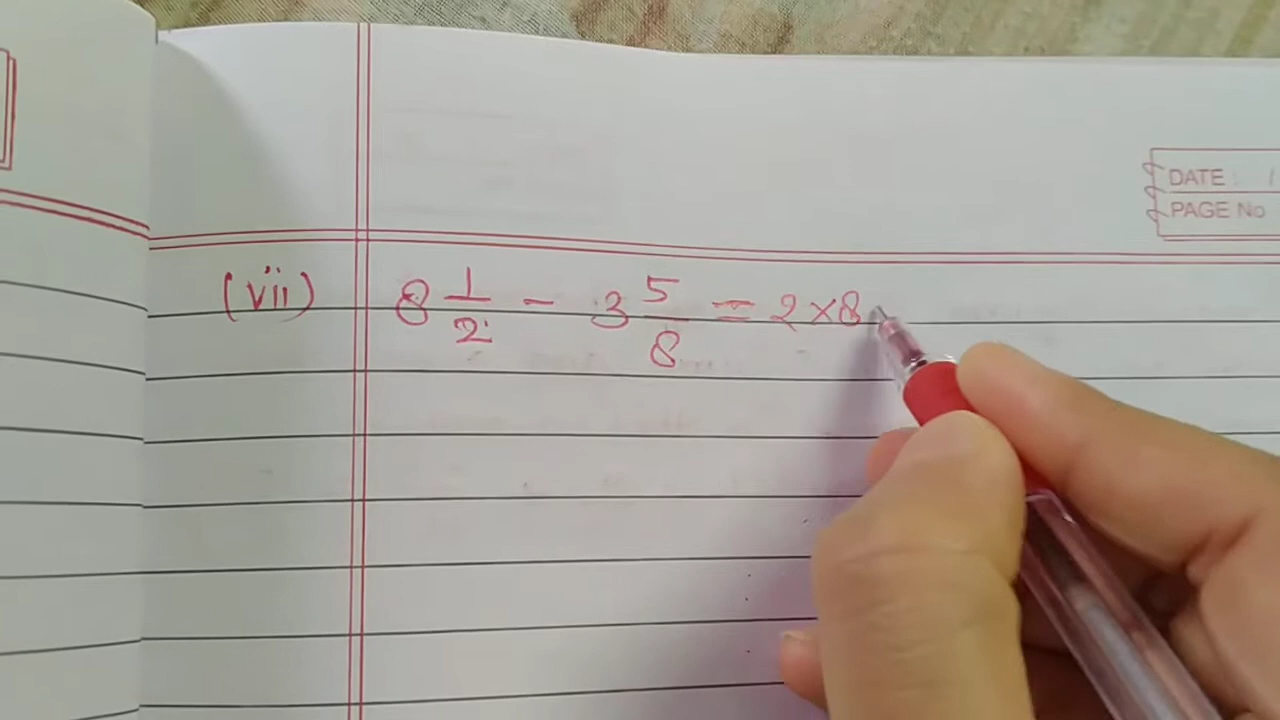 DATE : /
PAGE No
(vii) 8 1/2 - 3 5/8 = 2 × 8